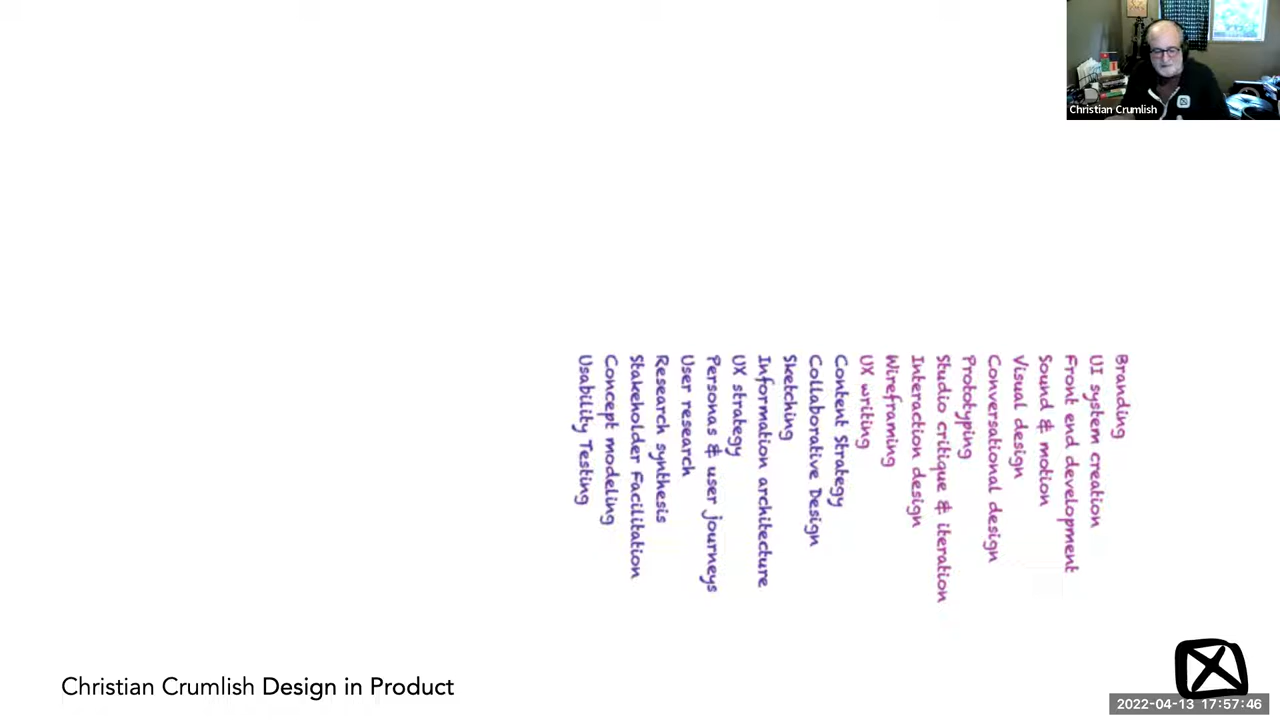 Christian Crumlish
Branding
UI system creation
Front end development
Sound & motion
Visual design
Conversational design
Prototyping
Studio critique & iteration
Interaction design
Wireframing
UX writing
Content Strategy
Collaborative Design
Sketching
Information architecture
UX strategy
Personas & user journeys
User research
Research synthesis
Stakeholder Facilitation
Concept modeling
Usability Testing
Christian Crumlish Design in Product
2022-04-13 17:57:46